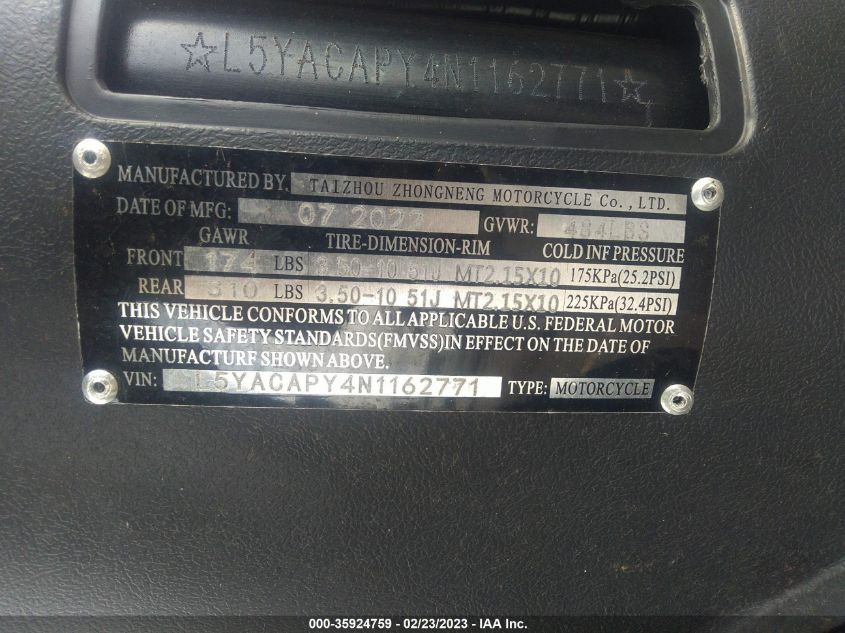 ☆L5YACAPY4N1162771☆
MANUFACTURED BY. TAIZHOU ZHONGNENG MOTORCYCLE Co., LTD.
DATE OF MFG: 07 2022 GVWR: 484LBS
GAWR TIRE-DIMENSION-RIM COLD INF PRESSURE
FRONT 174 LBS 3.50-10 51J MT2.15X10 175KPa(25.2PSI)
REAR 310 LBS 3.50-10 51J MT2.15X10 225KPa(32.4PSI)
THIS VEHICLE CONFORMS TO ALL APPLICABLE U.S. FEDERAL MOTOR
VEHICLE SAFETY STANDARDS(FMVSS)IN EFFECT ON THE DATE OF
MANUFACTURE SHOWN ABOVE.
VIN: L5YACAPY4N1162771 TYPE: MOTORCYCLE
000-35924759 — 02/23/2023 — IAA Inc.